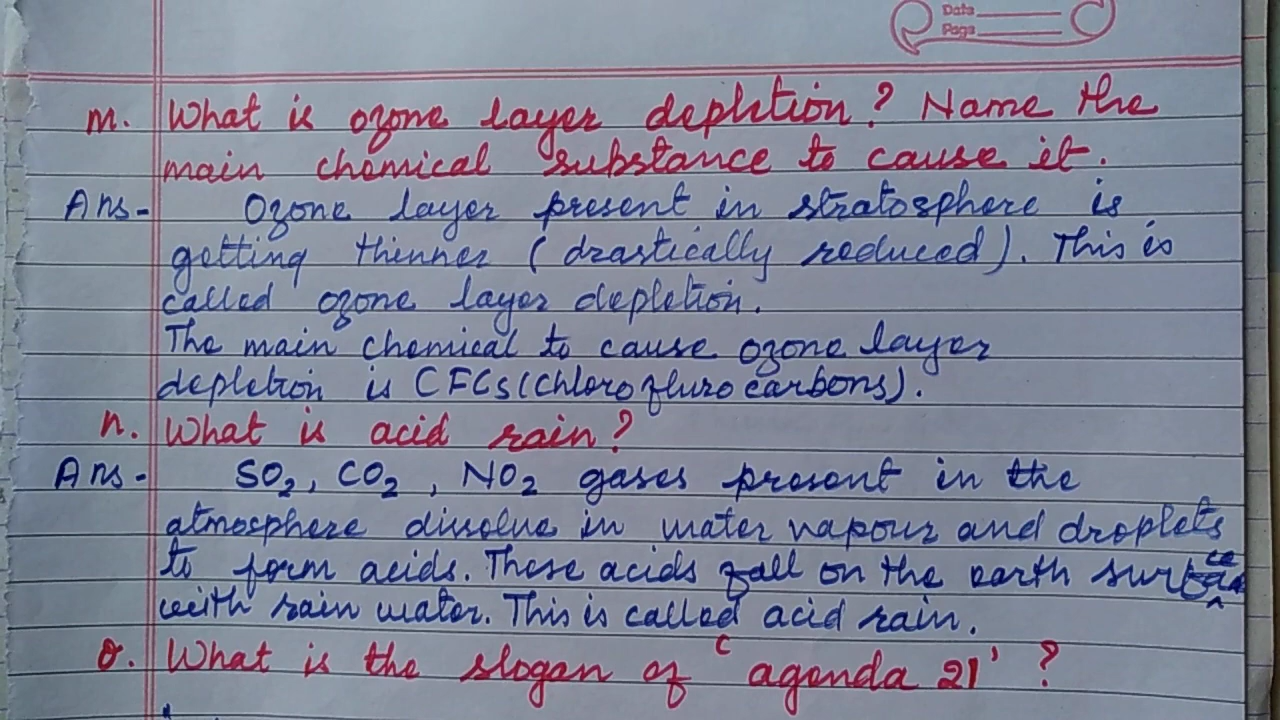 Date
Page
m. What is ozone layer depletion? Name the
main chemical substance to cause it.
Ans- Ozone layer present in stratosphere is
getting thinner (drastically reduced). This is
called ozone layer depletion.
The main chemical to cause ozone layer
depletion is CFCs (Chloro fluro carbons).
n. What is acid rain?
Ans- SO₂, CO₂, NO₂ gases present in the
atmosphere dissolve in water vapour and droplets
to form acids. These acids fall on the earth surface
with rain water. This is called acid rain.
o. What is the slogan of 'agenda 21'?